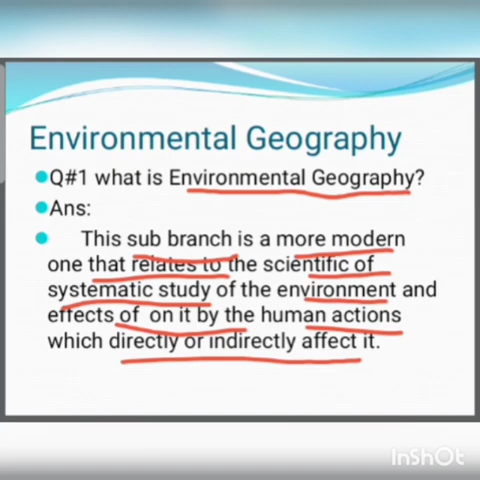 Environmental Geography
Q#1 what is Environmental Geography?
Ans:
This sub branch is a more modern
one that relates to the scientific of
systematic study of the environment and
effects of on it by the human actions
which directly or indirectly affect it.
InShOt